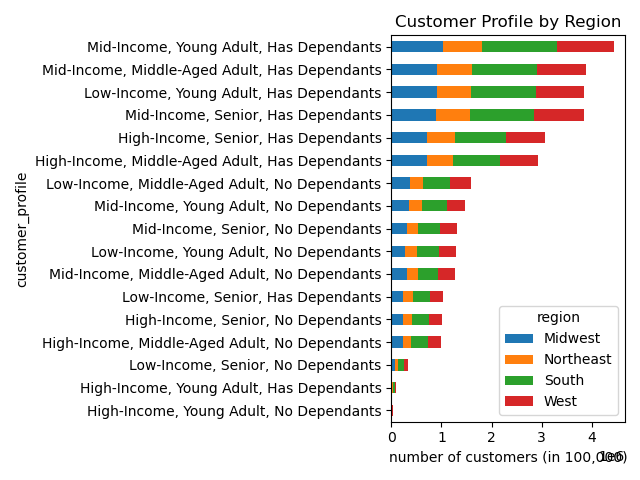 Customer Profile by Region
Mid-Income, Young Adult, Has Dependants
Mid-Income, Middle-Aged Adult, Has Dependants
Low-Income, Young Adult, Has Dependants
Mid-Income, Senior, Has Dependants
High-Income, Senior, Has Dependants
High-Income, Middle-Aged Adult, Has Dependants
Low-Income, Middle-Aged Adult, No Dependants
Mid-Income, Young Adult, No Dependants
Mid-Income, Senior, No Dependants
Low-Income, Young Adult, No Dependants
Mid-Income, Middle-Aged Adult, No Dependants
Low-Income, Senior, Has Dependants
High-Income, Senior, No Dependants
High-Income, Middle-Aged Adult, No Dependants
Low-Income, Senior, No Dependants
High-Income, Young Adult, Has Dependants
High-Income, Young Adult, No Dependants
customer_profile
region
Midwest
Northeast
South
West
0 1 2 3 4
number of customers (in 100,000)
1e6